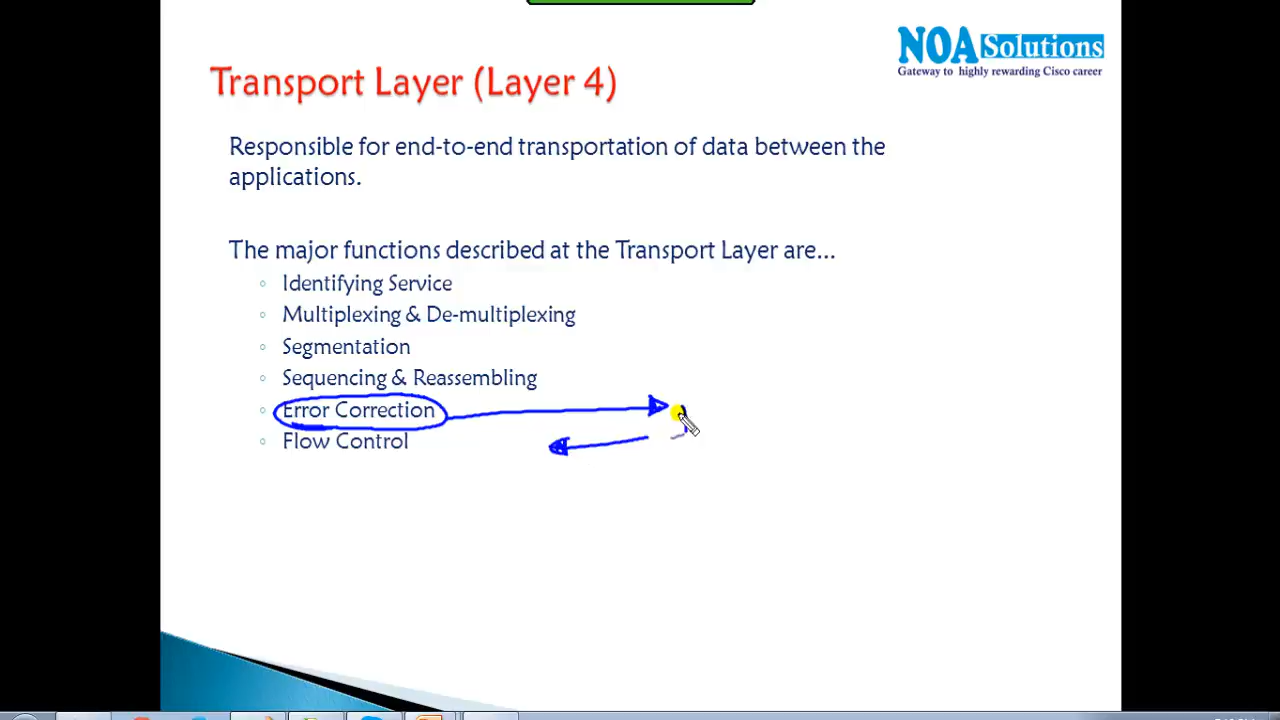 NOA Solutions
Gateway to highly rewarding Cisco career
Transport Layer (Layer 4)
Responsible for end-to-end transportation of data between the
applications.
The major functions described at the Transport Layer are...
Identifying Service
Multiplexing & De-multiplexing
Segmentation
Sequencing & Reassembling
Error Correction
Flow Control